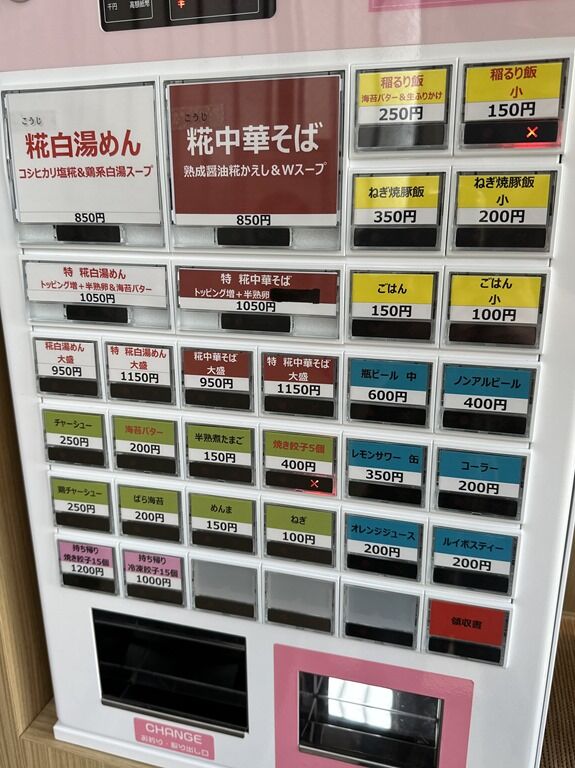 千円 高額紙幣
¥
こうじ
糀白湯めん
コシヒカリ塩糀&鶏系白湯スープ
850円
こうじ
糀中華そば
熟成醤油糀かえし&Wスープ
850円
稲るり飯
海苔バター&生ふりかけ
250円
稲るり飯
小
150円
ねぎ焼豚飯
350円
ねぎ焼豚飯
小
200円
特 糀白湯めん
トッピング増+半熟卵&海苔バター
1050円
特 糀中華そば
トッピング増+半熟卵
1050円
ごはん
150円
ごはん
小
100円
糀白湯めん
大盛
950円
特 糀白湯めん
大盛
1150円
糀中華そば
大盛
950円
特 糀中華そば
大盛
1150円
瓶ビール 中
600円
ノンアルビール
400円
チャーシュー
250円
海苔バター
200円
半熟煮たまご
150円
焼き餃子5個
400円
レモンサワー 缶
350円
コーラー
200円
鶏チャーシュー
250円
ばら海苔
200円
めんま
150円
ねぎ
100円
オレンジジュース
200円
ルイボスティー
200円
持ち帰り
焼き餃子15個
1200円
持ち帰り
冷凍餃子15個
1000円
領収書
CHANGE
お釣り・取り出し口